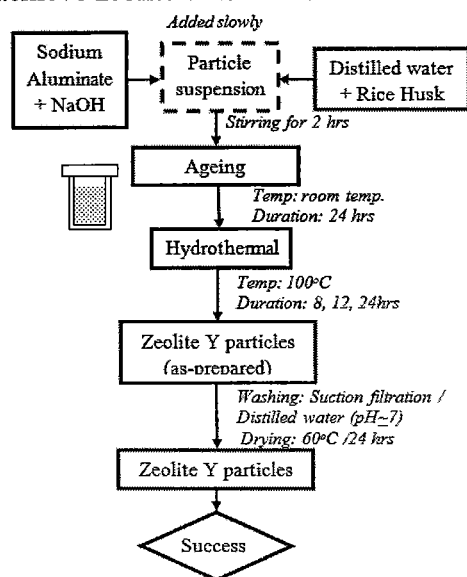 Added slowly
Sodium
Aluminate
+ NaOH
Particle
suspension
Distilled water
+ Rice Husk
Stirring for 2 hrs
Ageing
Temp: room temp.
Duration: 24 hrs
Hydrothermal
Temp: 100°C
Duration: 8, 12, 24hrs
Zeolite Y particles
(as-prepared)
Washing: Suction filtration /
Distilled water (pH~7)
Drying: 60°C /24 hrs
Zeolite Y particles
Success